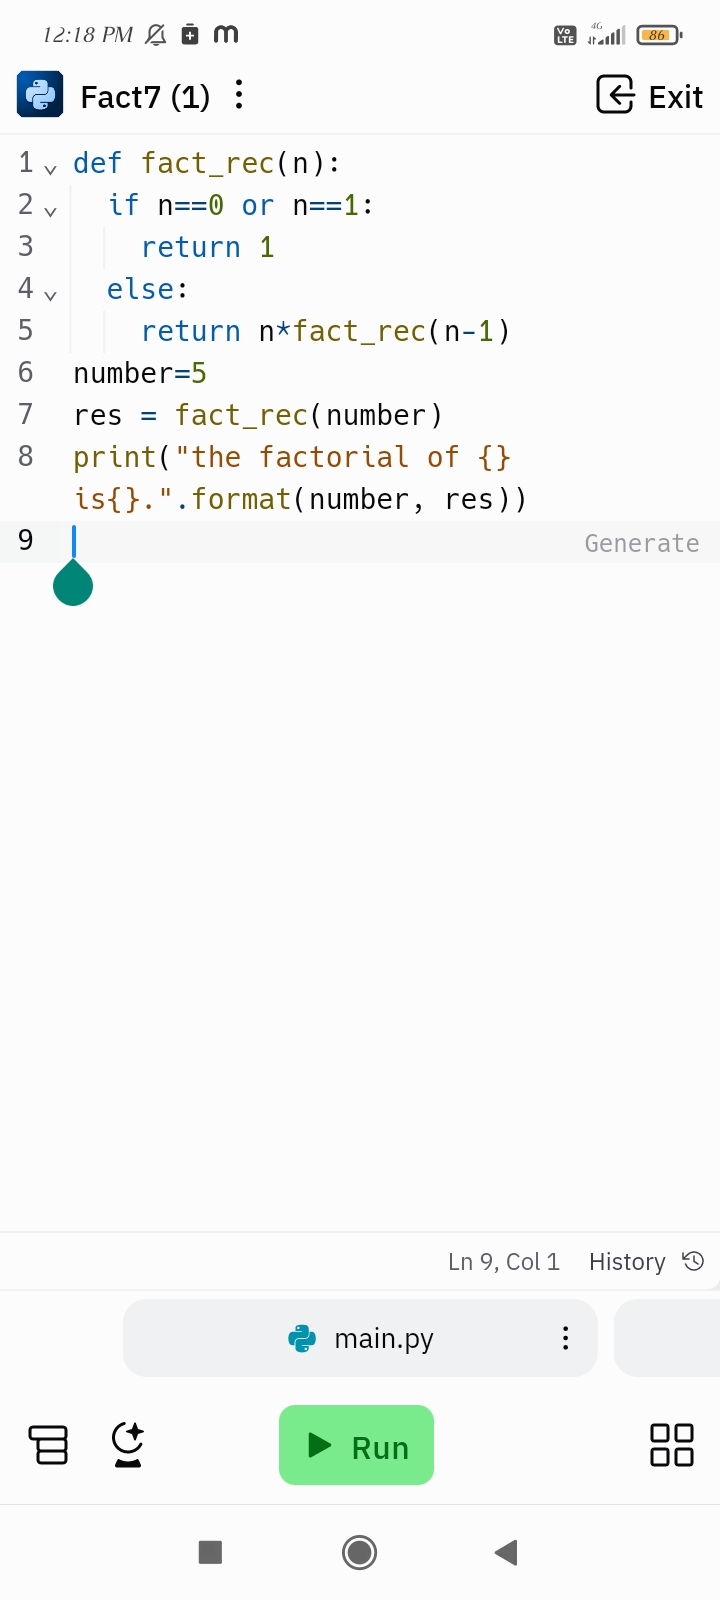 12:18 PM
Vo LTE
4G
86
Fact7 (1)
Exit
1 def fact_rec(n):
2 if n==0 or n==1:
3 return 1
4 else:
5 return n*fact_rec(n-1)
6 number=5
7 res = fact_rec(number)
8 print("the factorial of {}
is{}.".format(number, res))
9 Generate
Ln 9, Col 1 History
main.py
Run